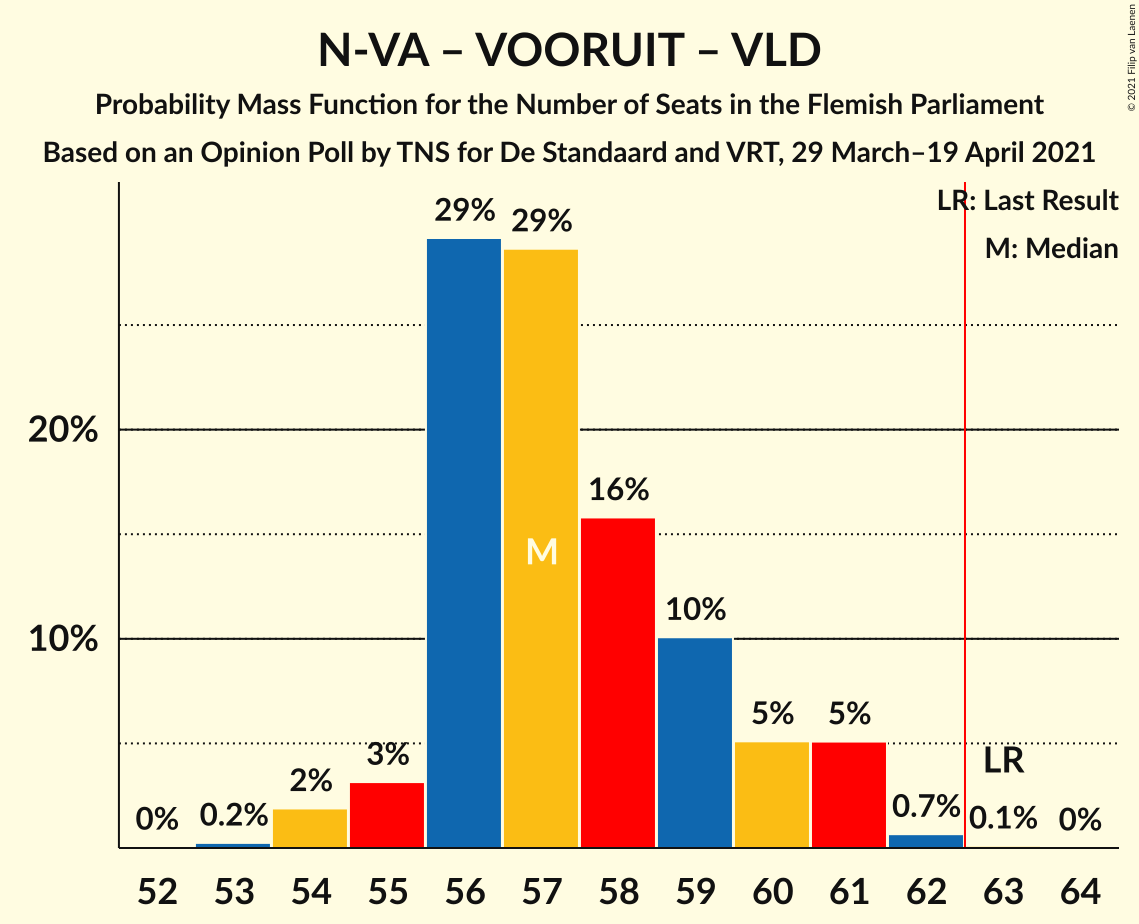 N-VA – VOORUIT – VLD
Probability Mass Function for the Number of Seats in the Flemish Parliament
Based on an Opinion Poll by TNS for De Standaard and VRT, 29 March–19 April 2021
© 2021 Filip van Laenen
LR: Last Result
M: Median
29%
29%
20%
16%
M
10%
10%
5%
5%
3%
LR
2%
0%
0.2%
0.7%
0.1%
0%
52 53 54 55 56 57 58 59 60 61 62 63 64